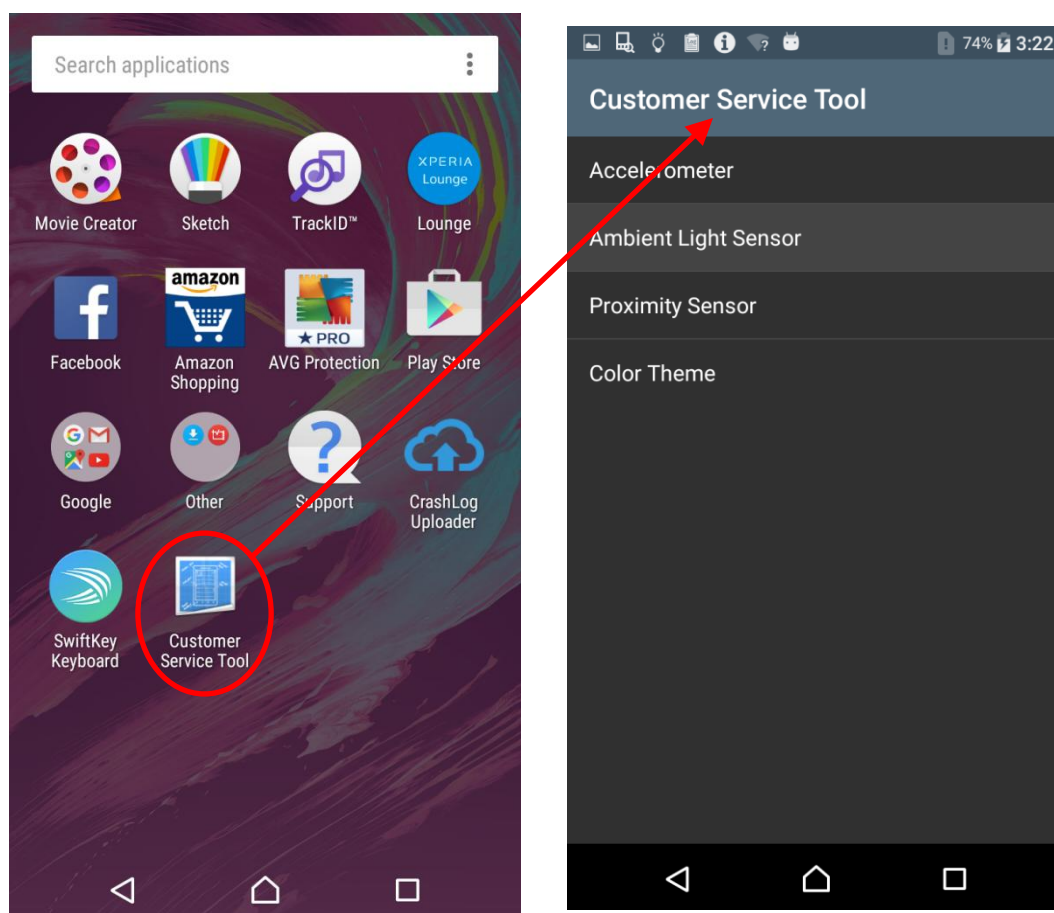 Search applications
XPERIA
Lounge
Movie Creator
Sketch
TrackID™
Lounge
amazon
PRO
Facebook
Amazon
Shopping
AVG Protection
Play Store
Google
Other
Support
CrashLog
Uploader
SwiftKey
Keyboard
Customer
Service Tool
74% 3:22
Customer Service Tool
Accelerometer
Ambient Light Sensor
Proximity Sensor
Color Theme